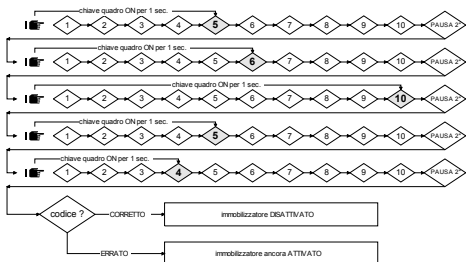 chiave quadro ON per 1 sec.
1 2 3 4 5 6 7 8 9 10 PAUSA 2"
chiave quadro ON per 1 sec.
1 2 3 4 5 6 7 8 9 10 PAUSA 2"
chiave quadro ON per 1 sec.
1 2 3 4 5 6 7 8 9 10 PAUSA 2"
chiave quadro ON per 1 sec.
1 2 3 4 5 6 7 8 9 10 PAUSA 2"
chiave quadro ON per 1 sec.
1 2 3 4 5 6 7 8 9 10 PAUSA 2"
codice ? CORRETTO immobilizzatore DISATTIVATO
ERRATO immobilizzatore ancora ATTIVATO